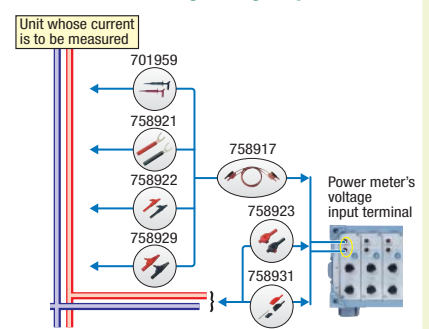 Unit whose current
is to be measured
701959
758921
758917
758922
Power meter's
voltage
input terminal
758923
758929
758931